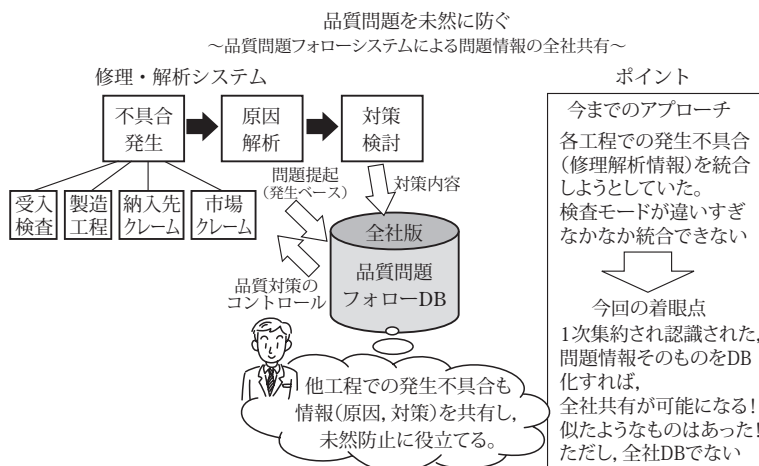 品質問題を未然に防ぐ
～品質問題フォローシステムによる問題情報の全社共有～
修理・解析システム
不具合
発生
原因
解析
対策
検討
受入
検査
製造
工程
納入先
クレーム
市場
クレーム
問題提起
(発生ベース)
対策内容
全社版
品質問題
フォローDB
品質対策の
コントロール
他工程での発生不具合も
情報(原因,対策)を共有し,
未然防止に役立てる。
ポイント
今までのアプローチ
各工程での発生不具合
(修理解析情報)を統合
しようとしていた。
検査モードが違いすぎ
なかなか統合できない
今回の着眼点
1次集約され認識された,
問題情報そのものをDB
化すれば,
全社共有が可能になる!
似たようなものはあった!
ただし,全社DBでない